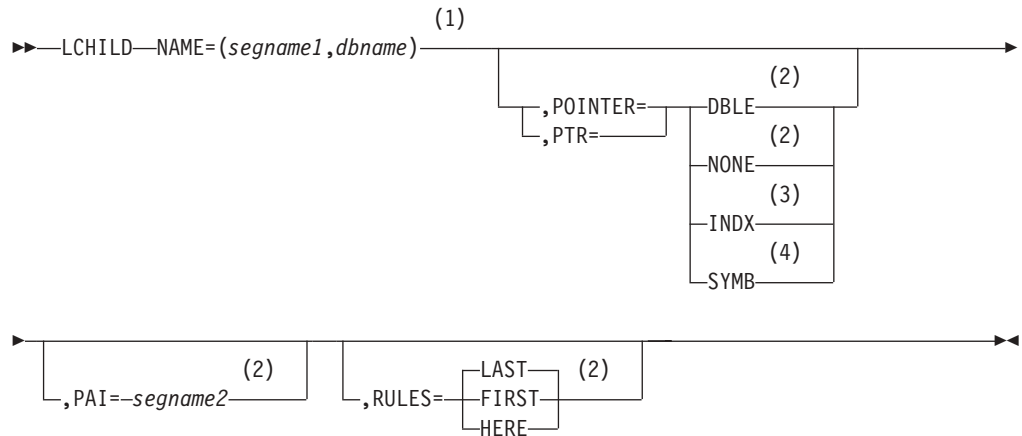 (1)
LCHILD NAME=(segname1,dbname)
(2)
,POINTER= DBLE
,PTR= (2)
NONE
(3)
INDX
(4)
SYMB
LAST
(2) (2)
,PAI=segname2 ,RULES= FIRST
HERE